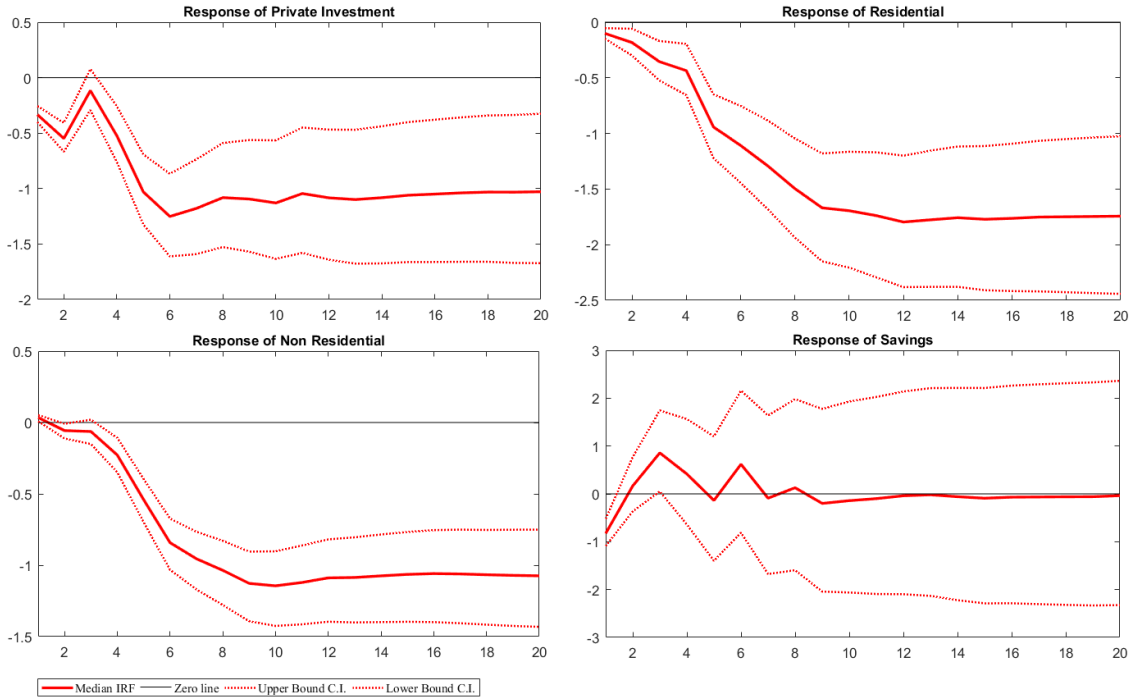 Response of Private Investment
0.5
0
-0.5
-1
-1.5
-2
2 4 6 8 10 12 14 16 18 20
Response of Residential
0
-0.5
-1
-1.5
-2
-2.5
2 4 6 8 10 12 14 16 18 20
Response of Non Residential
0.5
0
-0.5
-1
-1.5
2 4 6 8 10 12 14 16 18 20
Response of Savings
3
2
1
0
-1
-2
-3
2 4 6 8 10 12 14 16 18 20
Median IRF Zero line Upper Bound C.I. Lower Bound C.I.